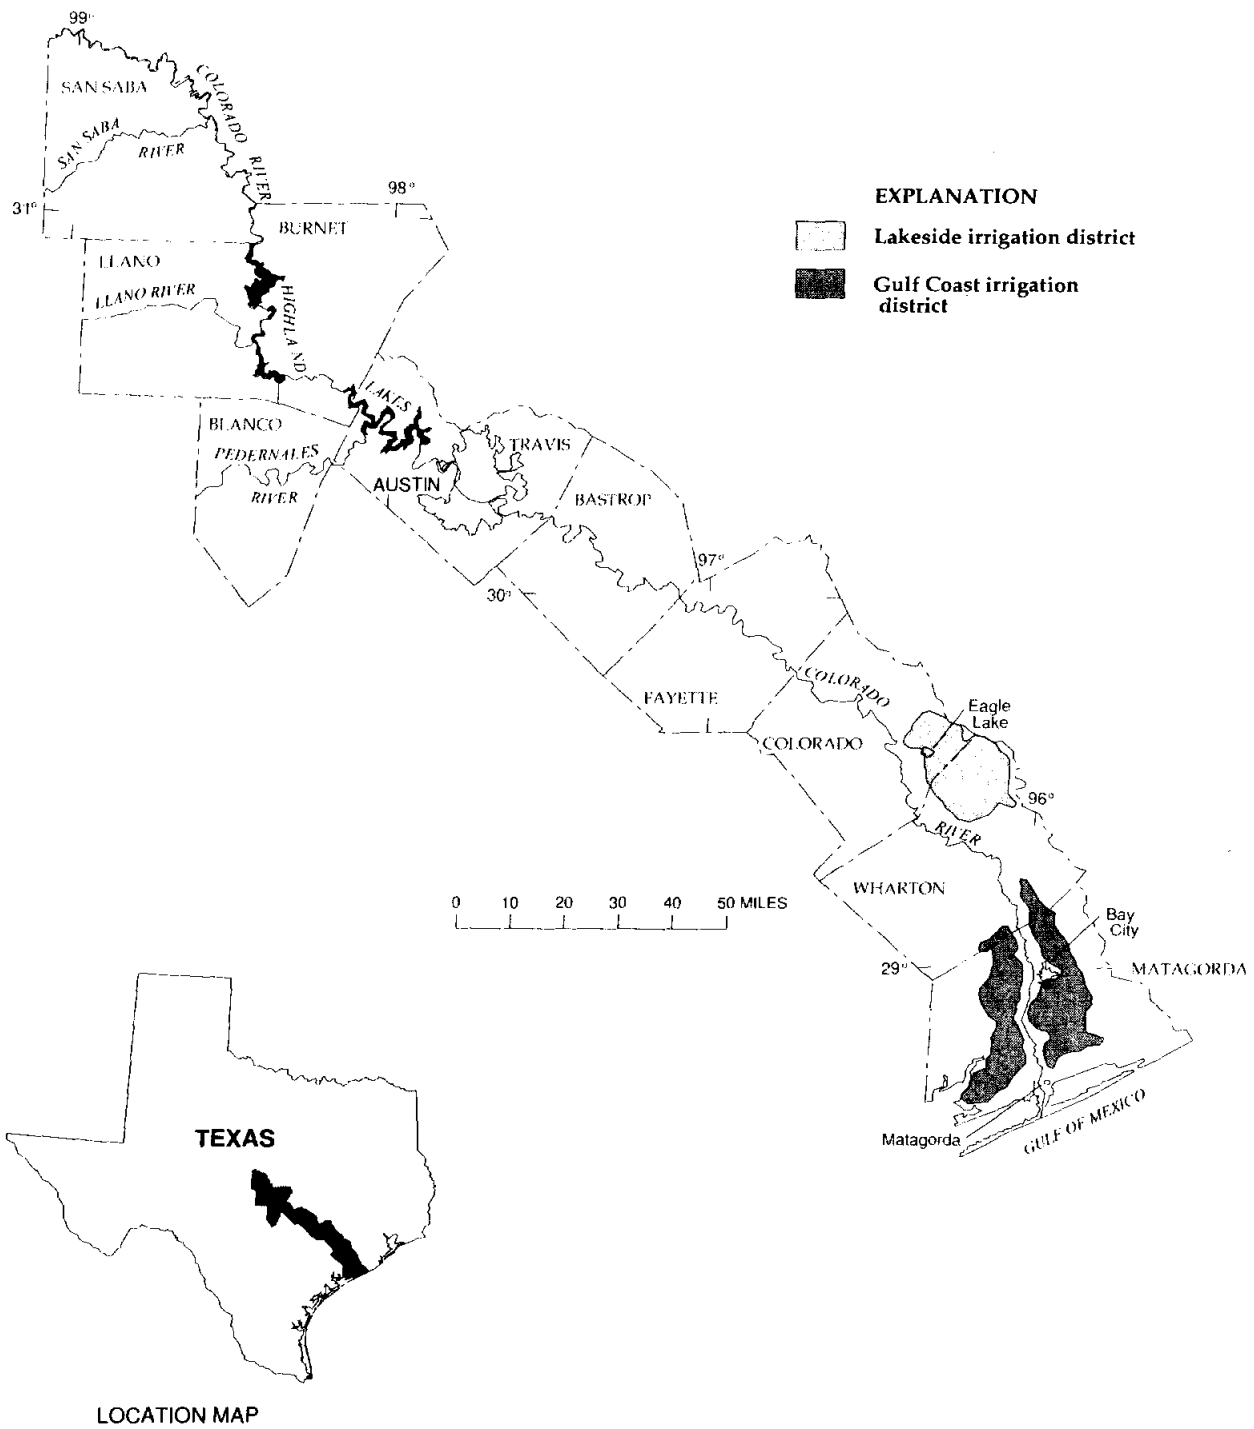 99°
SAN SABA
COLORADO RIVER
SAN SABA
RIVER
98°
31°
BURNET
LLANO
LLANO RIVER
HIGHLAND
LAKES
BLANCO
PEDERNALES
RIVER
TRAVIS
AUSTIN
BASTROP
97°
30°
FAYETTE
COLORADO
RIVER
COLORADO
Eagle
Lake
96°
WHARTON
Bay
City
29°
MATAGORDA
Matagorda
GULF OF MEXICO
EXPLANATION
Lakeside irrigation district
Gulf Coast irrigation
district
0 10 20 30 40 50 MILES
TEXAS
LOCATION MAP